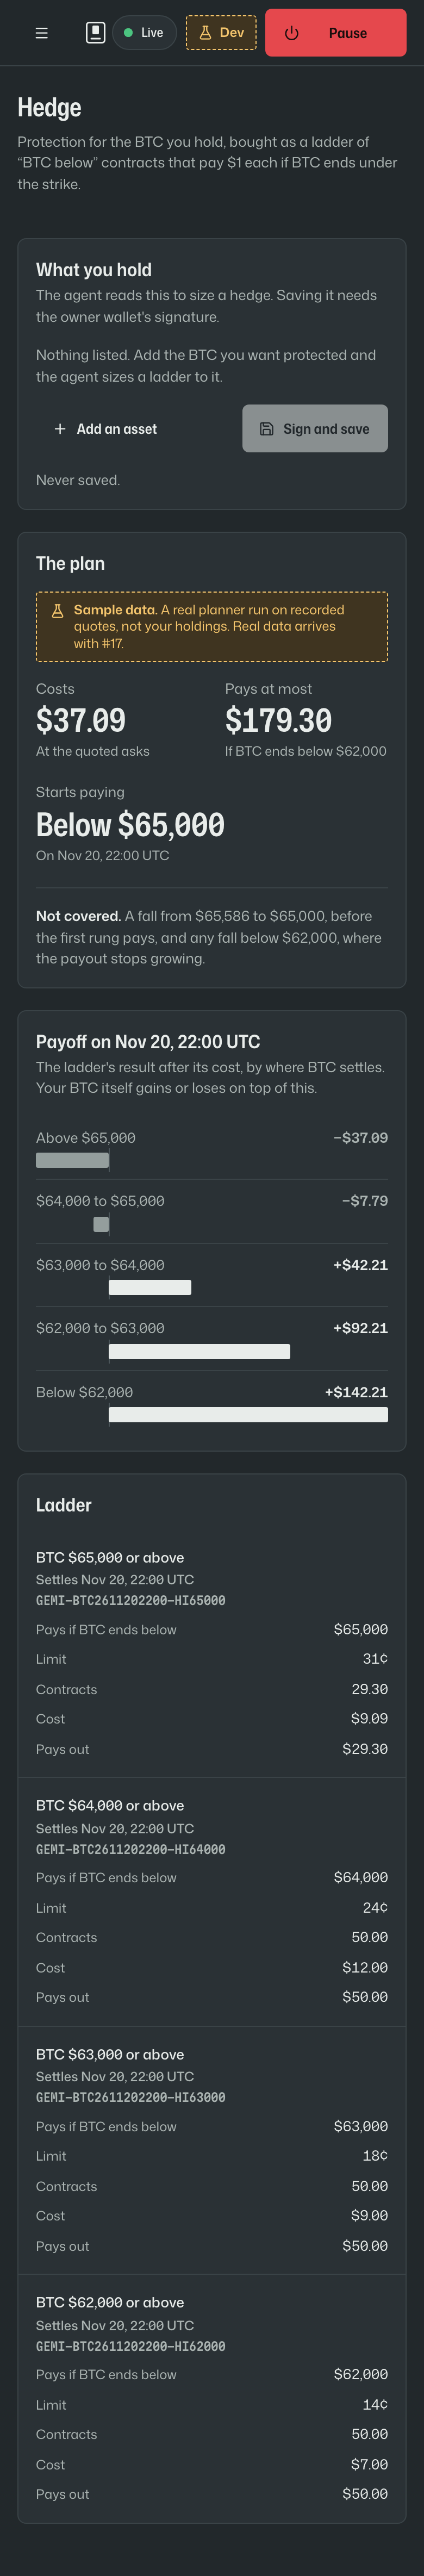 Live
Dev
Pause
Hedge
Protection for the BTC you hold, bought as a ladder of
“BTC below” contracts that pay $1 each if BTC ends under
the strike.
What you hold
The agent reads this to size a hedge. Saving it needs
the owner wallet's signature.
Nothing listed. Add the BTC you want protected and
the agent sizes a ladder to it.
Add an asset
Sign and save
Never saved.
The plan
Sample data. A real planner run on recorded
quotes, not your holdings. Real data arrives
with #17.
Costs
$37.09
At the quoted asks
Pays at most
$179.30
If BTC ends below $62,000
Starts paying
Below $65,000
On Nov 20, 22:00 UTC
Not covered. A fall from $65,586 to $65,000, before
the first rung pays, and any fall below $62,000, where
the payout stops growing.
Payoff on Nov 20, 22:00 UTC
The ladder's result after its cost, by where BTC settles.
Your BTC itself gains or loses on top of this.
Above $65,000 −$37.09
$64,000 to $65,000 −$7.79
$63,000 to $64,000 +$42.21
$62,000 to $63,000 +$92.21
Below $62,000 +$142.21
Ladder
BTC $65,000 or above
Settles Nov 20, 22:00 UTC
GEMI-BTC2611202200-HI65000
Pays if BTC ends below $65,000
Limit 31¢
Contracts 29.30
Cost $9.09
Pays out $29.30
BTC $64,000 or above
Settles Nov 20, 22:00 UTC
GEMI-BTC2611202200-HI64000
Pays if BTC ends below $64,000
Limit 24¢
Contracts 50.00
Cost $12.00
Pays out $50.00
BTC $63,000 or above
Settles Nov 20, 22:00 UTC
GEMI-BTC2611202200-HI63000
Pays if BTC ends below $63,000
Limit 18¢
Contracts 50.00
Cost $9.00
Pays out $50.00
BTC $62,000 or above
Settles Nov 20, 22:00 UTC
GEMI-BTC2611202200-HI62000
Pays if BTC ends below $62,000
Limit 14¢
Contracts 50.00
Cost $7.00
Pays out $50.00